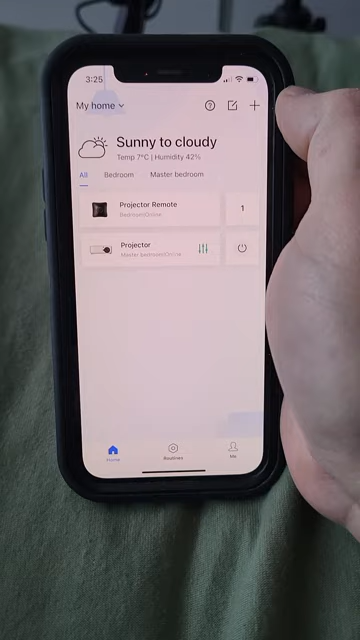 3:25
My home
Sunny to cloudy
Temp 7°C | Humidity 42%
All Bedroom Master bedroom
Projector Remote
Bedroom|Online
1
Projector
Master bedroom|Online
Home Routines Me